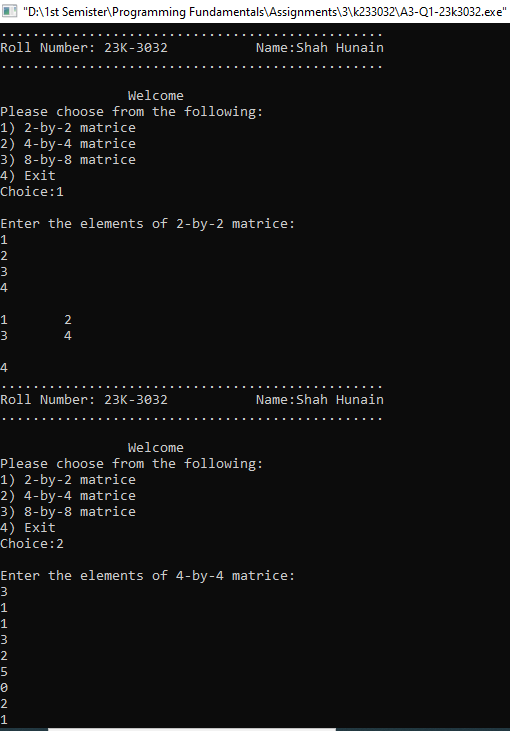 "D:\1st Semister\Programming Fundamentals\Assignments\3\k233032\A3-Q1-23k3032.exe"
................................................
Roll Number: 23K-3032           Name:Shah Hunain
................................................
Welcome
Please choose from the following:
1) 2-by-2 matrice
2) 4-by-4 matrice
3) 8-by-8 matrice
4) Exit
Choice:1
Enter the elements of 2-by-2 matrice:
1
2
3
4
1       2
3       4
4
................................................
Roll Number: 23K-3032           Name:Shah Hunain
................................................
Welcome
Please choose from the following:
1) 2-by-2 matrice
2) 4-by-4 matrice
3) 8-by-8 matrice
4) Exit
Choice:2
Enter the elements of 4-by-4 matrice:
3
1
1
3
2
5
0
2
1